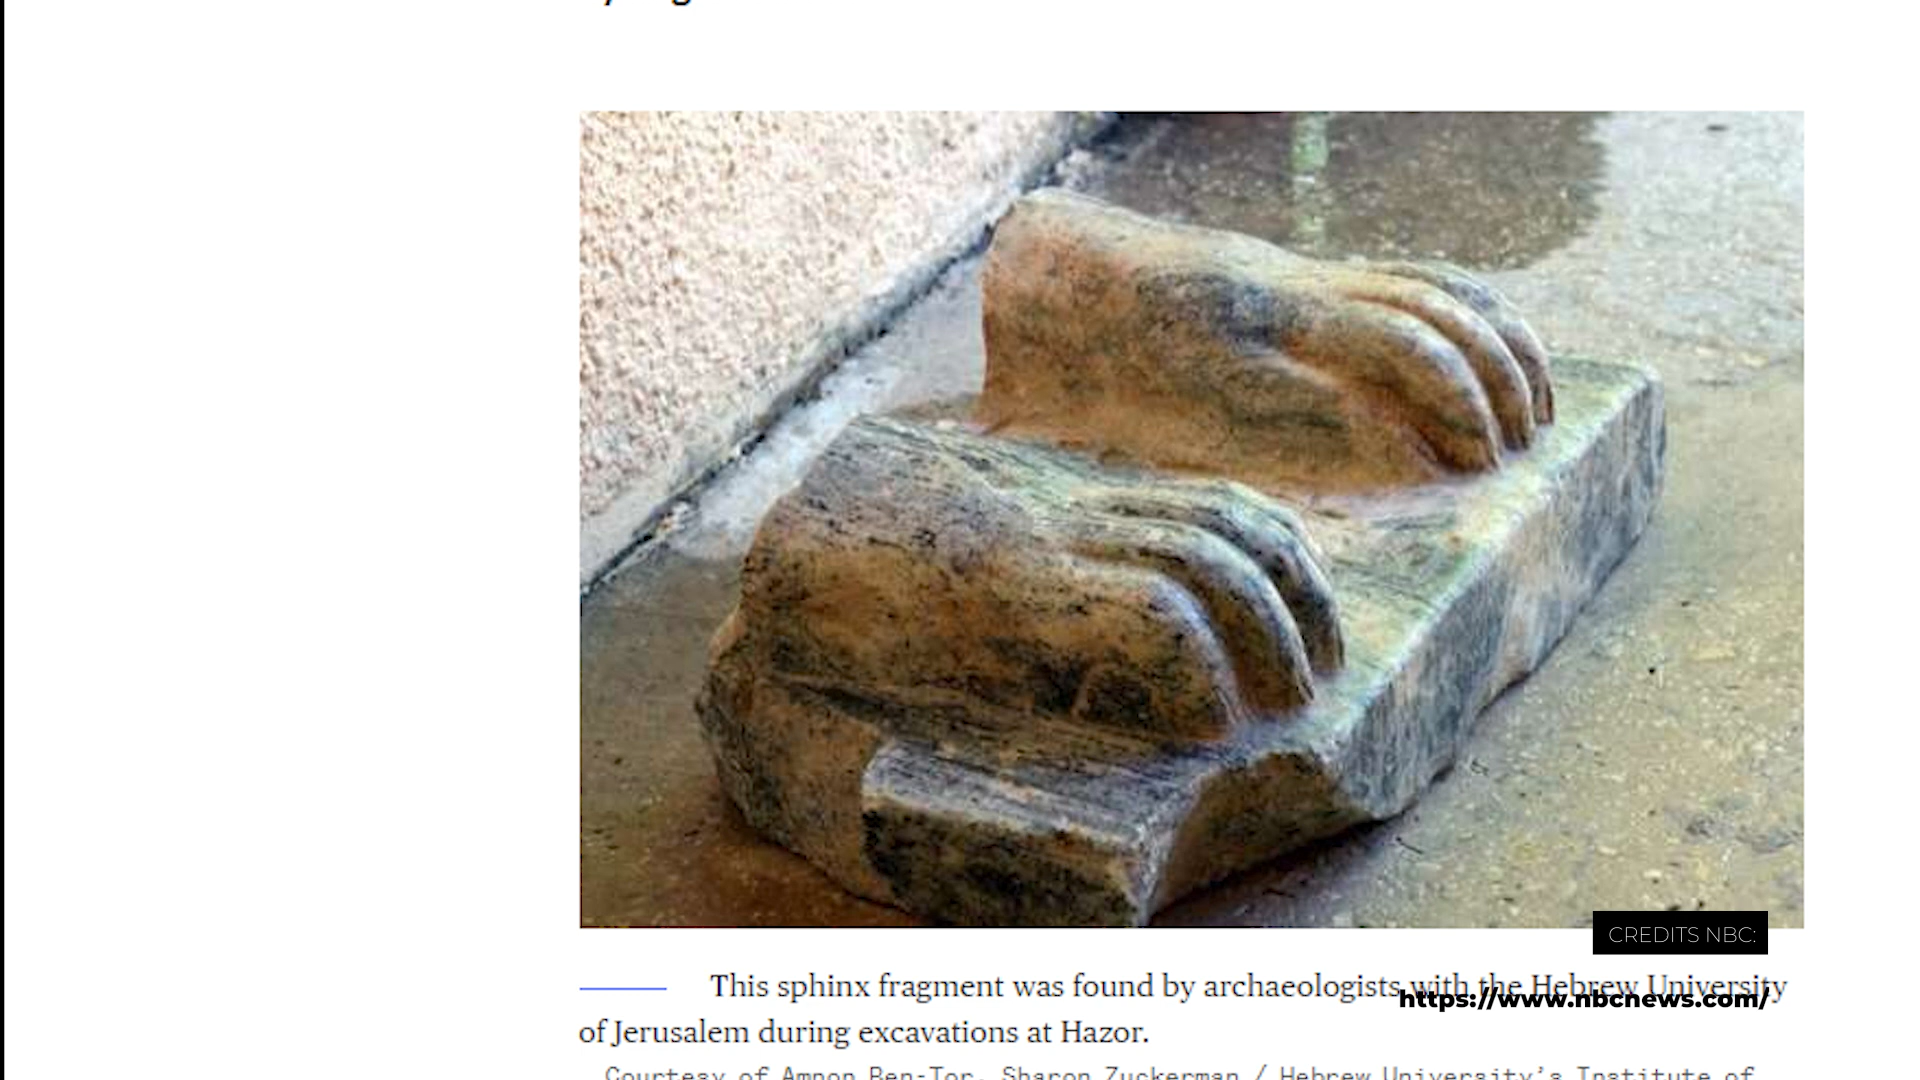 CREDITS NBC:
This sphinx fragment was found by archaeologists with the Hebrew University
https://www.nbcnews.com/
of Jerusalem during excavations at Hazor.
Courtesy of Amnon Ben-Tor, Sharon Zuckerman / Hebrew University's Institute of